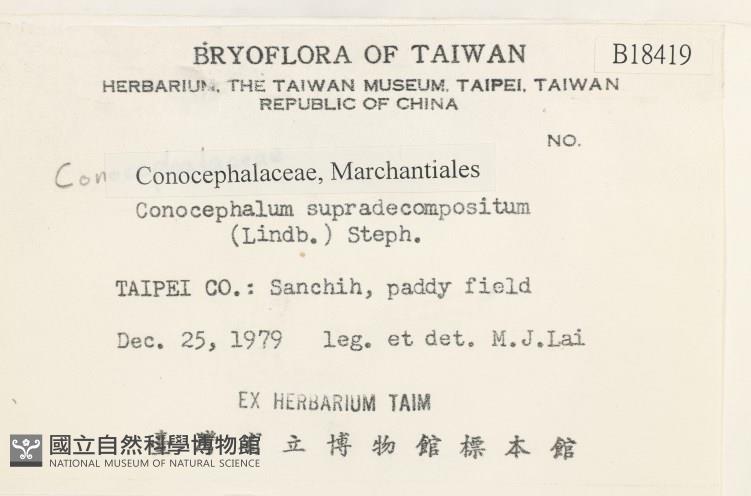 BRYOFLORA OF TAIWAN
B18419
HERBARIUM, THE TAIWAN MUSEUM, TAIPEI, TAIWAN
REPUBLIC OF CHINA
NO.
Con
Conocephalaceae, Marchantiales
Conocephalum supradecompositum
(Lindb.) Steph.
TAIPEI CO.: Sanchih, paddy field
Dec. 25, 1979 leg. et det. M.J.Lai
EX HERBARIUM TAIM
立博物館標本館
國立自然科學博物館
NATIONAL MUSEUM OF NATURAL SCIENCE